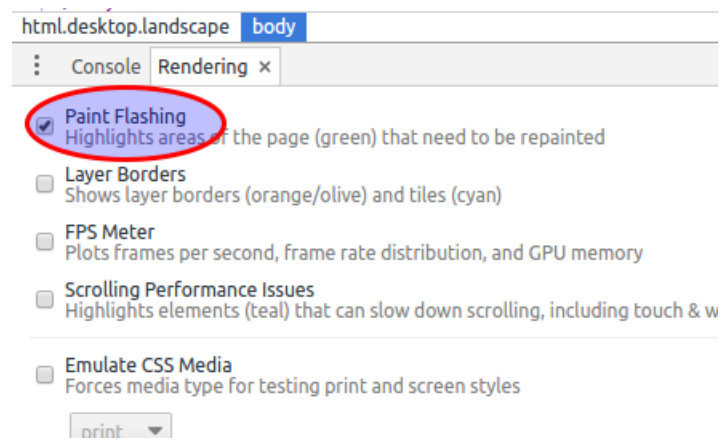 html.desktop.landscape body
Console Rendering ×
Paint Flashing
Highlights areas of the page (green) that need to be repainted
Layer Borders
Shows layer borders (orange/olive) and tiles (cyan)
FPS Meter
Plots frames per second, frame rate distribution, and GPU memory
Scrolling Performance Issues
Highlights elements (teal) that can slow down scrolling, including touch & w
Emulate CSS Media
Forces media type for testing print and screen styles
print